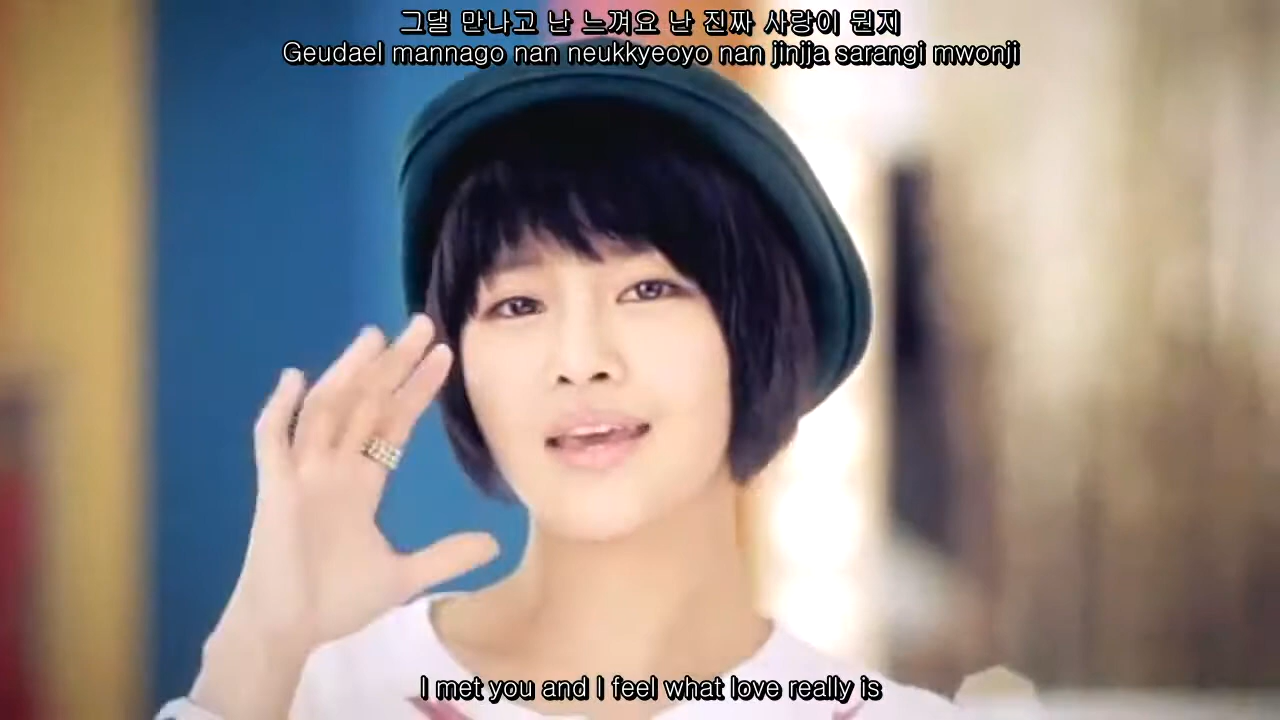 그댈 만나고 난 느껴요 난 진짜 사랑이 뭔지
Geudael mannago nan neukkyeoyo nan jinjja sarangi mwonji
I met you and I feel what love really is